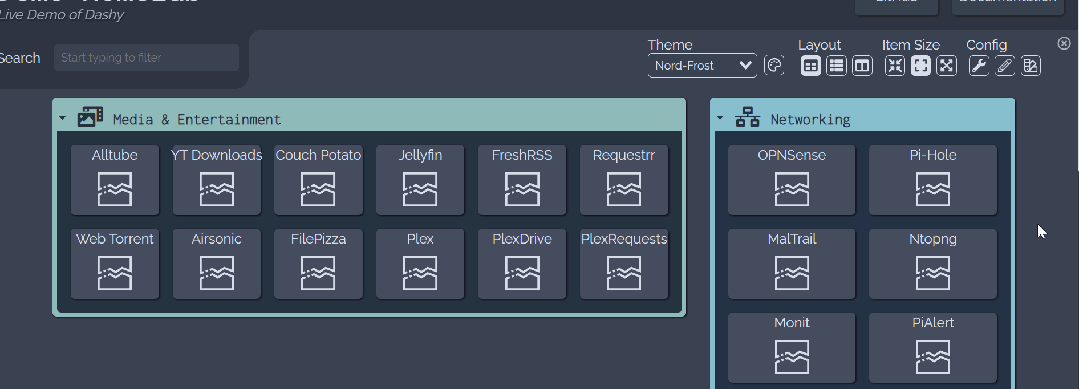 Live Demo of Dashy
Documentation
Search
Start typing to filter
Theme
Nord-Frost
Layout
Item Size
Config
Media & Entertainment
Alltube
YT Downloads
Couch Potato
Jellyfin
FreshRSS
Requestrr
Web Torrent
Airsonic
FilePizza
Plex
PlexDrive
PlexRequests
Networking
OPNSense
Pi-Hole
MalTrail
Ntopng
Monit
PiAlert